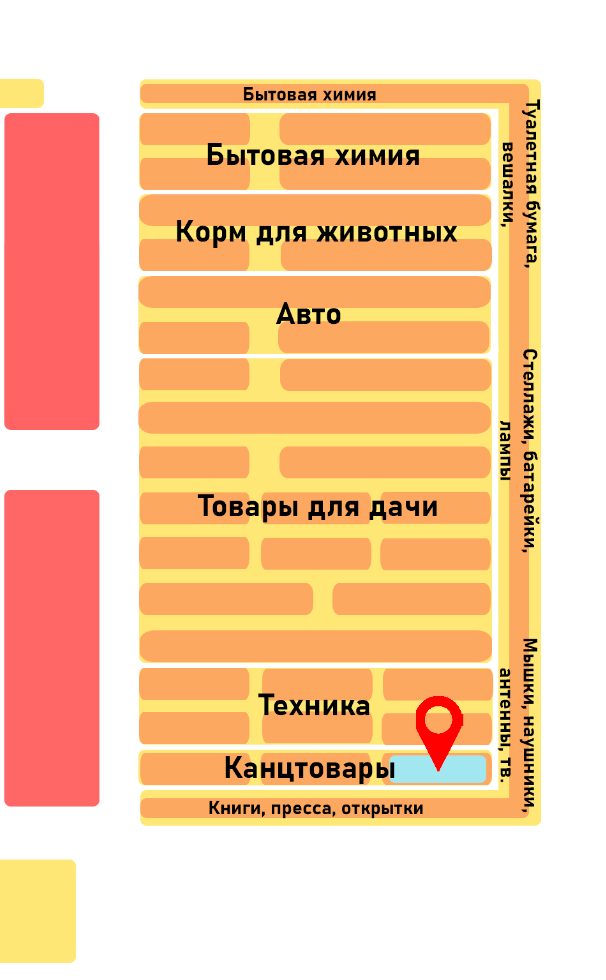 Бытовая химия
Бытовая химия
Корм для животных
Авто
Товары для дачи
Техника
Канцтовары
Книги, пресса, открытки
Туалетная бумага,
вешалки,
Стеллажи, батарейки,
лампы
Мышки, наушники,
антенны, тв.